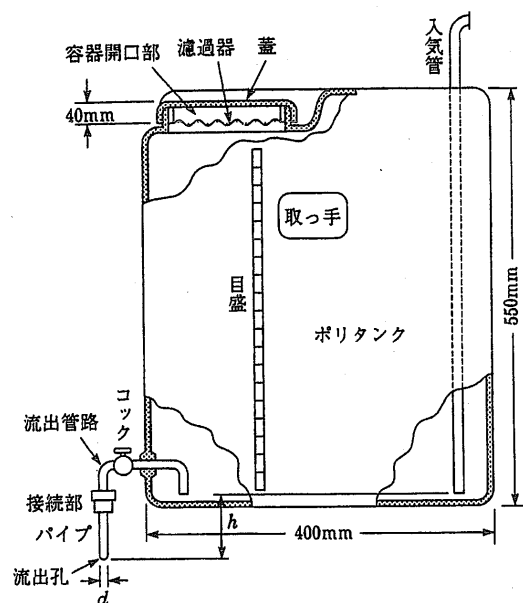 容器開口部
濾過器
蓋
入気管
40mm
取っ手
目盛
ポリタンク
550mm
コック
流出管路
接続部
パイプ
h
400mm
流出孔
d